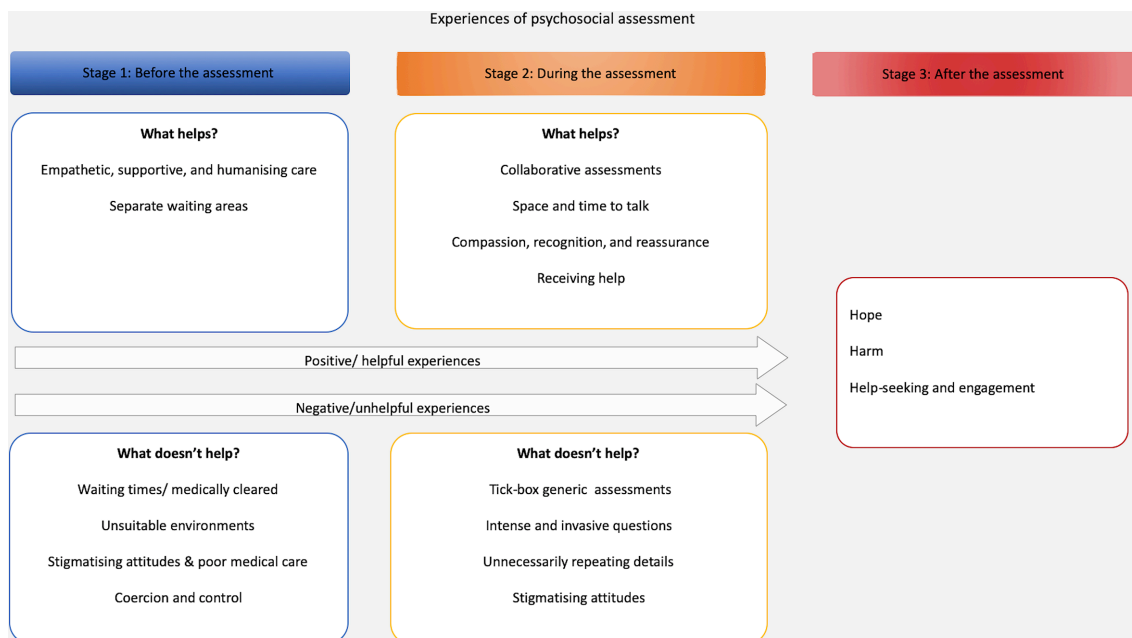 Experiences of psychosocial assessment
Stage 1: Before the assessment
Stage 2: During the assessment
Stage 3: After the assessment
What helps?
Empathetic, supportive, and humanising care
Separate waiting areas
What helps?
Collaborative assessments
Space and time to talk
Compassion, recognition, and reassurance
Receiving help
Positive/ helpful experiences
Negative/unhelpful experiences
Hope
Harm
Help-seeking and engagement
What doesn’t help?
Waiting times/ medically cleared
Unsuitable environments
Stigmatising attitudes & poor medical care
Coercion and control
What doesn’t help?
Tick-box generic assessments
Intense and invasive questions
Unnecessarily repeating details
Stigmatising attitudes